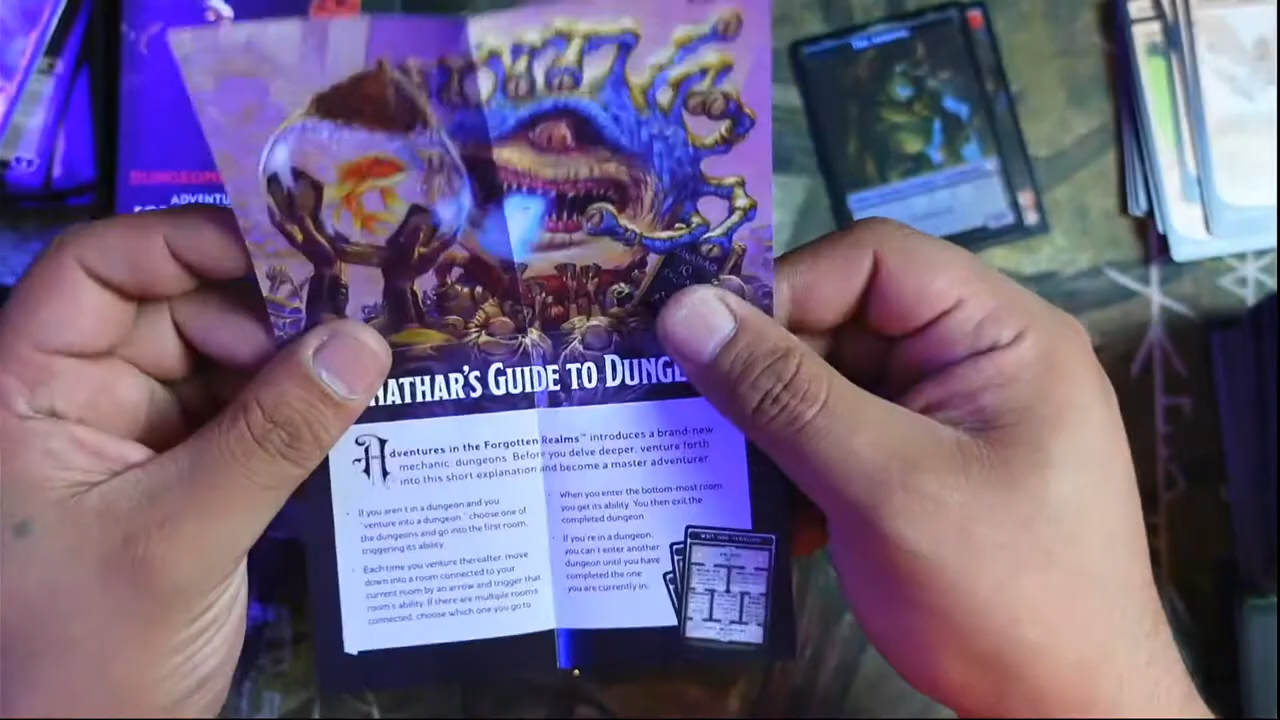 DUNGEON
ADVENTU
NATHAR'S GUIDE TO DUNGE
Adventures in the Forgotten Realms™ introduces a brand-new
mechanic: dungeons. Before you delve deeper, venture forth
into this short explanation and become a master adventurer.
· If you aren't in a dungeon and you
"venture into a dungeon," choose one of
the dungeons and go into the first room,
triggering its ability.
· Each time you venture thereafter, move
down into a room connected to your
current room by an arrow and trigger that
room's ability. If there are multiple rooms
connected, choose which one you go to
· When you enter the bottom-most room,
you get its ability. You then exit the
completed dungeon
· If you're in a dungeon,
you can't enter another
dungeon until you have
completed the one
you are currently in.